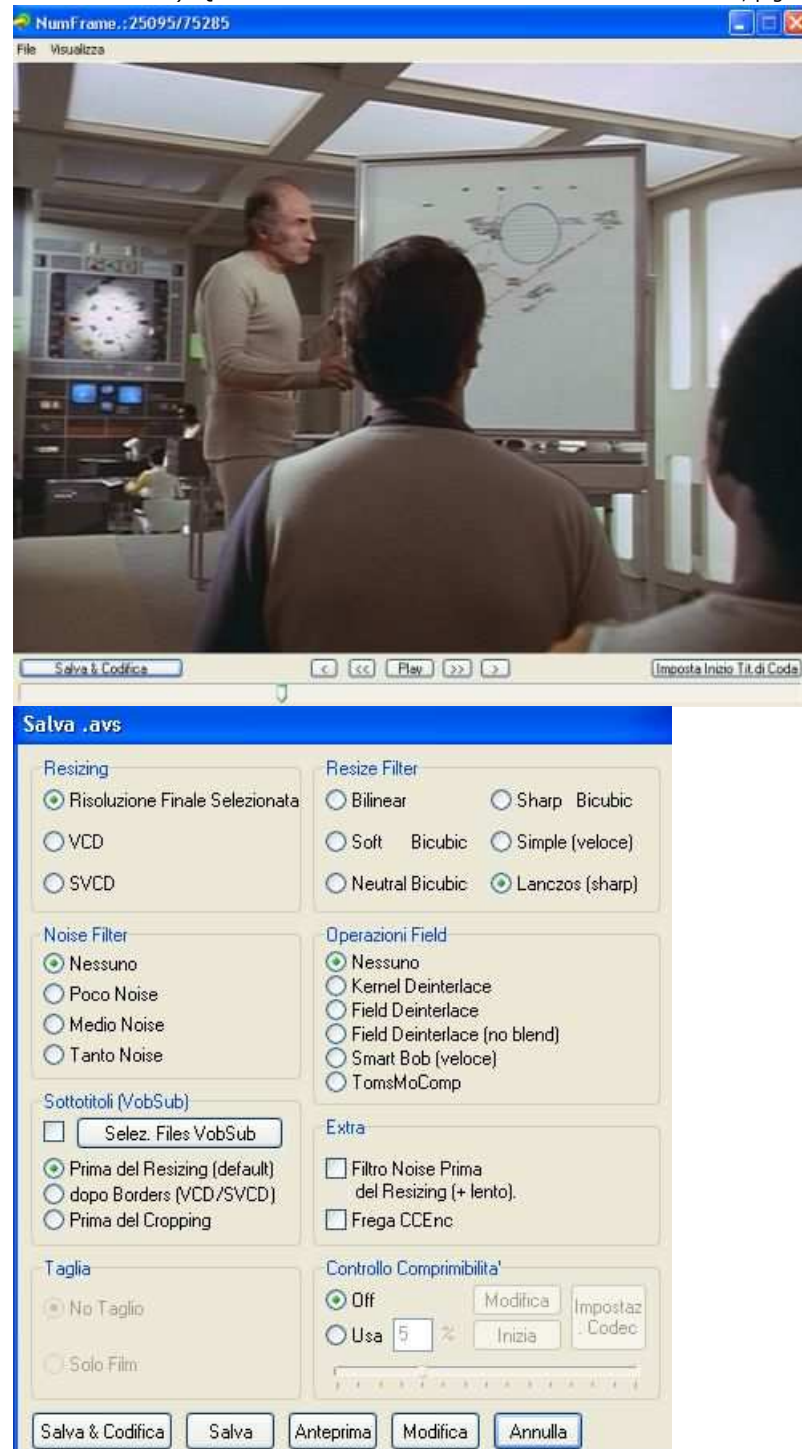 NumFrame.:25095/75285
File Visualizza
Salva & Codifica < << Play >> > Imposta Inizio Tit.di Coda
Salva .avs
Resizing
Risoluzione Finale Selezionata
VCD
SVCD
Resize Filter
Bilinear Sharp Bicubic
Soft Bicubic Simple (veloce)
Neutral Bicubic Lanczos (sharp)
Noise Filter
Nessuno
Poco Noise
Medio Noise
Tanto Noise
Operazioni Field
Nessuno
Kernel Deinterlace
Field Deinterlace
Field Deinterlace (no blend)
Smart Bob (veloce)
TomsMoComp
Sottotitoli (VobSub)
Selez. Files VobSub
Prima del Resizing (default)
dopo Borders (VCD/SVCD)
Prima del Cropping
Extra
Filtro Noise Prima
del Resizing (+ lento).
Frega CCEnc
Taglia
No Taglio
Solo Film
Controllo Comprimibilita'
Off Modifica Impostaz
. Codec
Usa 5 % Inizia
Salva & Codifica Salva Anteprima Modifica Annulla